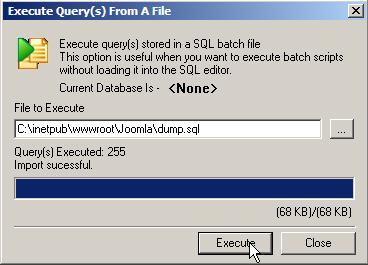 Execute Query(s) From A File
Execute query(s) stored in a SQL batch file
This option is useful when you want to execute batch scripts
without loading it into the SQL editor.
Current Database Is - <None>
File to Execute
C:\inetpub\wwwroot\Joomla\dump.sql
...
Query(s) Executed: 255
Import sucessful.
(68 KB)/(68 KB)
Execute
Close